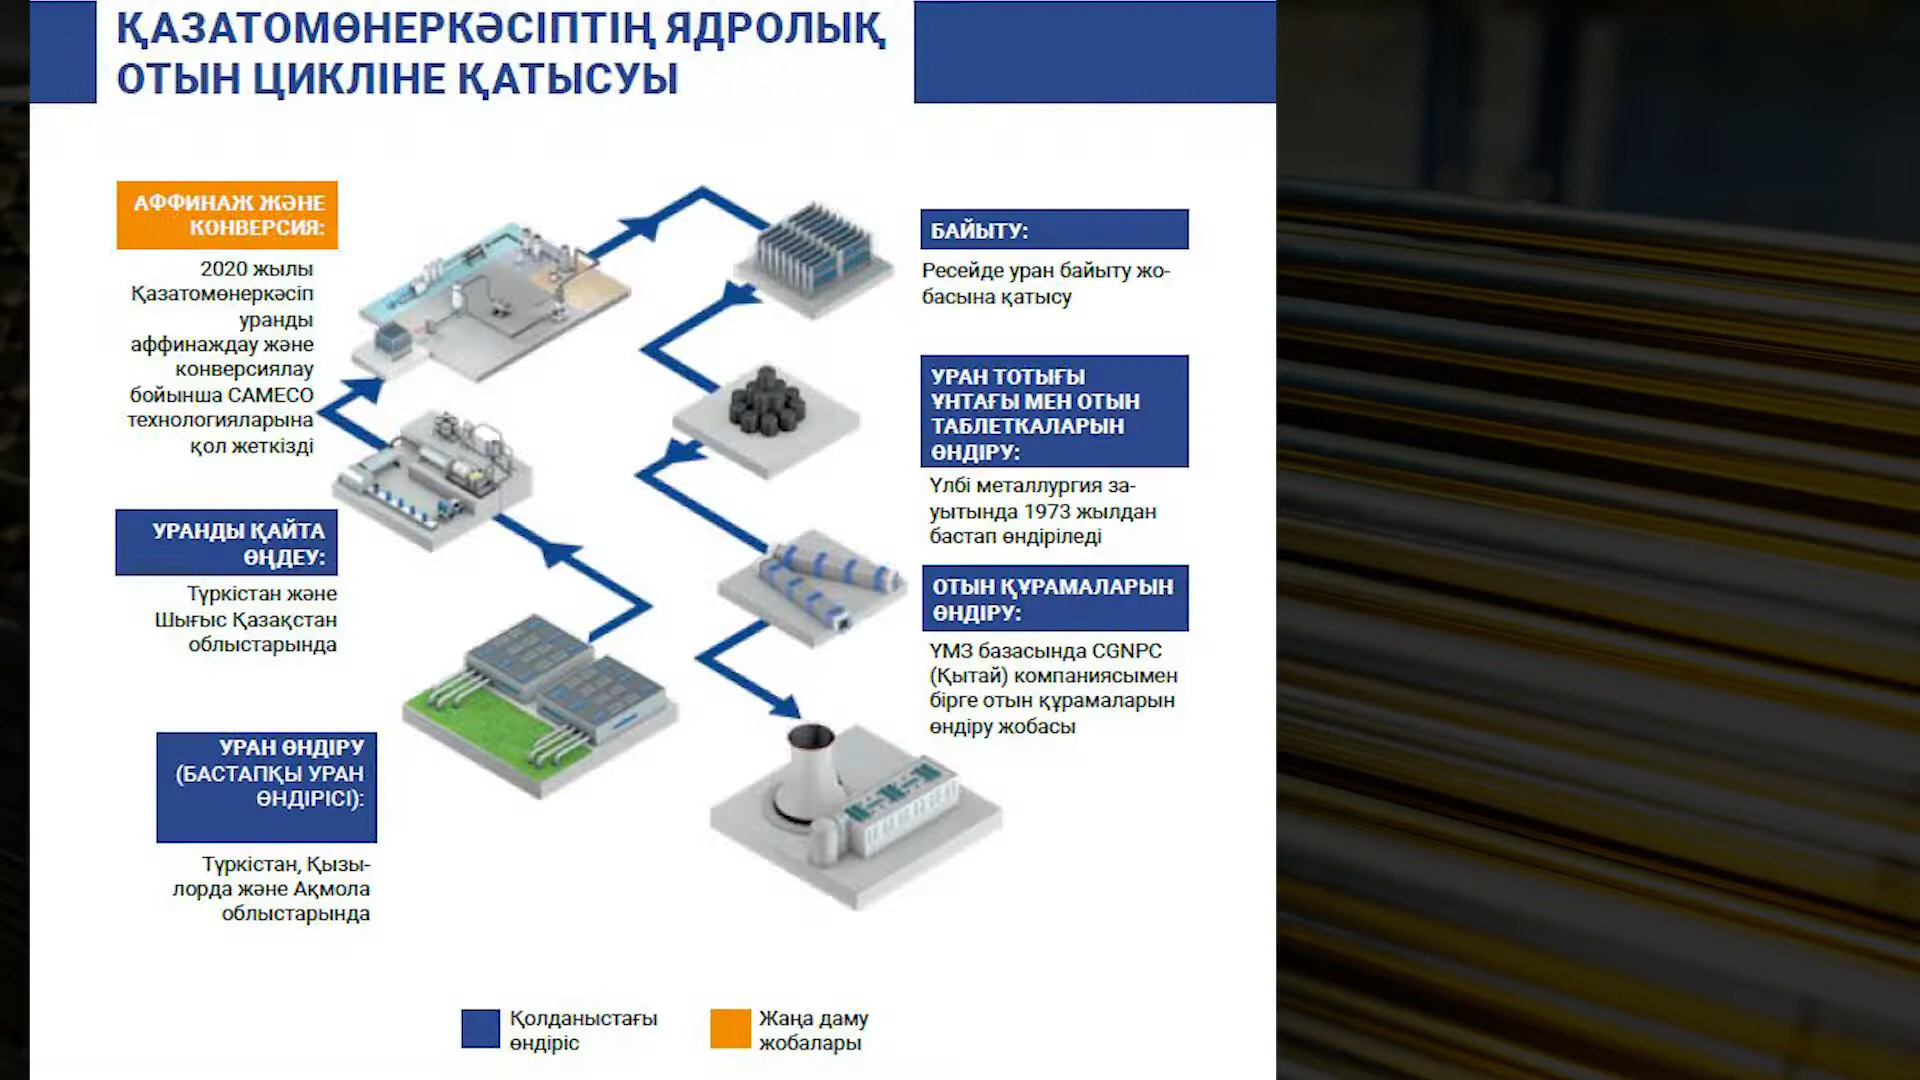 ҚАЗАТОМӨНЕРКӘСІПТІҢ ЯДРОЛЫҚ
ОТЫН ЦИКЛІНЕ ҚАТЫСУЫ
АФФИНАЖ ЖӘНЕ
КОНВЕРСИЯ:
2020 жылы
Қазатомөнеркәсіп
уранды
аффинаждау және
конверсиялау
бойынша CAMECO
технологияларына
қол жеткізді
УРАНДЫ ҚАЙТА
ӨҢДЕУ:
Түркістан және
Шығыс Қазақстан
облыстарында
УРАН ӨНДІРУ
(БАСТАПҚЫ УРАН
ӨНДІРІСІ):
Түркістан, Қызы-
лорда және Ақмола
облыстарында
БАЙЫТУ:
Ресейде уран байыту жо-
басына қатысу
УРАН ТОТЫҒЫ
ҰНТАҒЫ МЕН ОТЫН
ТАБЛЕТКАЛАРЫН
ӨНДІРУ:
Үлбі металлургия за-
уытында 1973 жылдан
бастап өндіріледі
ОТЫН ҚҰРАМАЛАРЫН
ӨНДІРУ:
ҮМЗ базасында CGNPC
(Қытай) компаниясымен
бірге отын құрамаларын
өндіру жобасы
Қолданыстағы
өндіріс
Жаңа даму
жобалары